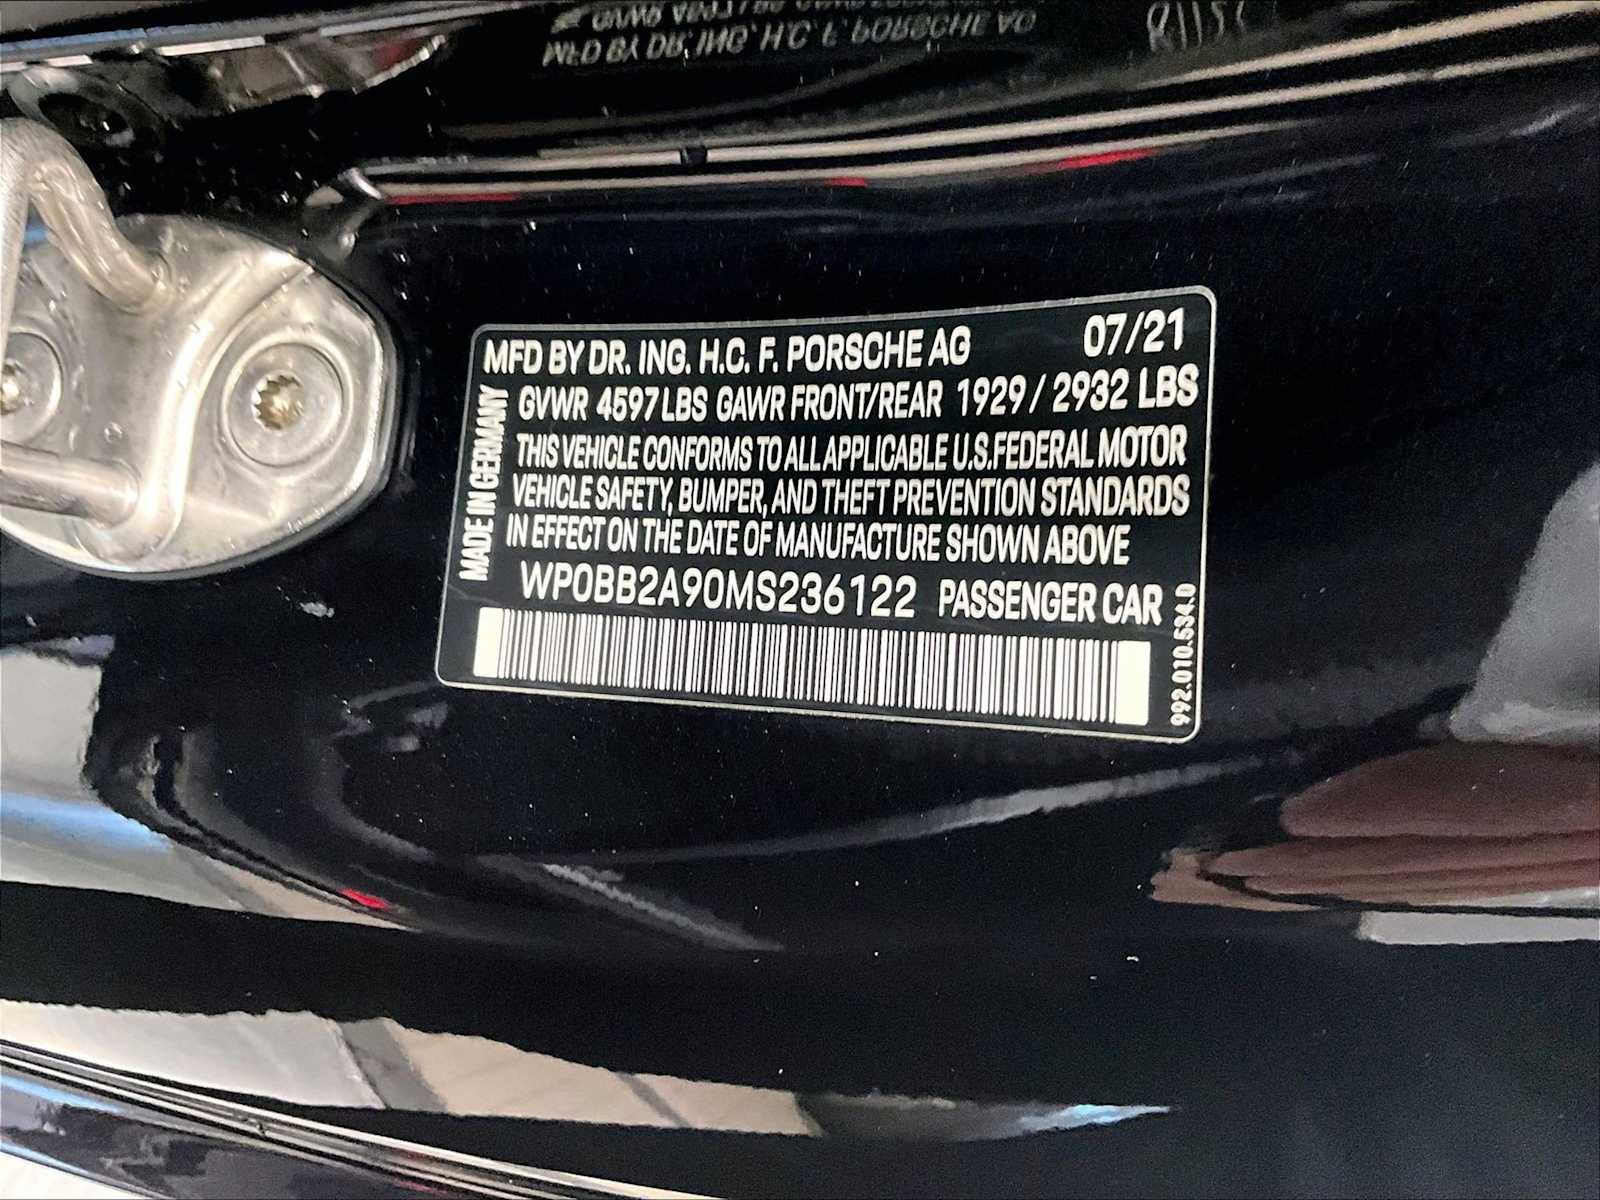 MFD BY DR. ING. H.C. F. PORSCHE AG 07/21
GVWR 4597 LBS GAWR FRONT/REAR 1929 / 2932 LBS
THIS VEHICLE CONFORMS TO ALL APPLICABLE U.S.FEDERAL MOTOR
VEHICLE SAFETY, BUMPER, AND THEFT PREVENTION STANDARDS
IN EFFECT ON THE DATE OF MANUFACTURE SHOWN ABOVE
WP0BB2A90MS236122 PASSENGER CAR
MADE IN GERMANY
992.010.534.0